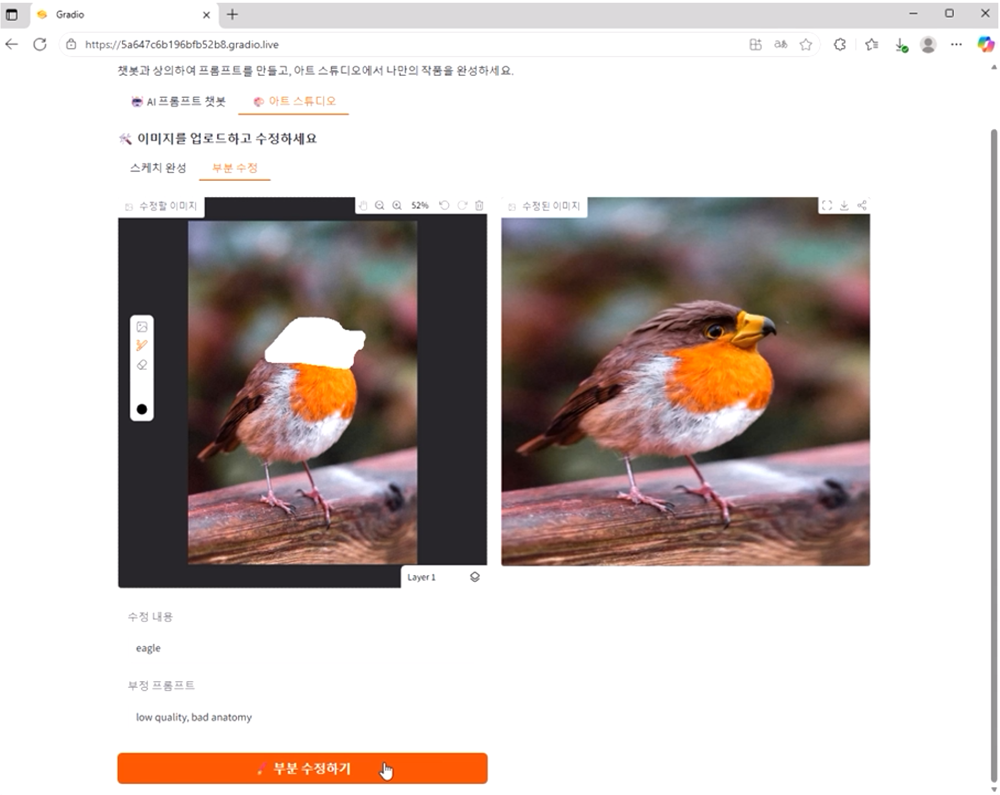 Gradio
https://5a647c6b196bfb52b8.gradio.live
챗봇과 상의하여 프롬프트를 만들고, 아트 스튜디오에서 나만의 작품을 완성하세요.
AI 프롬프트 챗봇
아트 스튜디오
이미지를 업로드하고 수정하세요
스케치 완성
부분 수정
수정할 이미지
52%
수정된 이미지
Layer 1
수정 내용
eagle
부정 프롬프트
low quality, bad anatomy
부분 수정하기